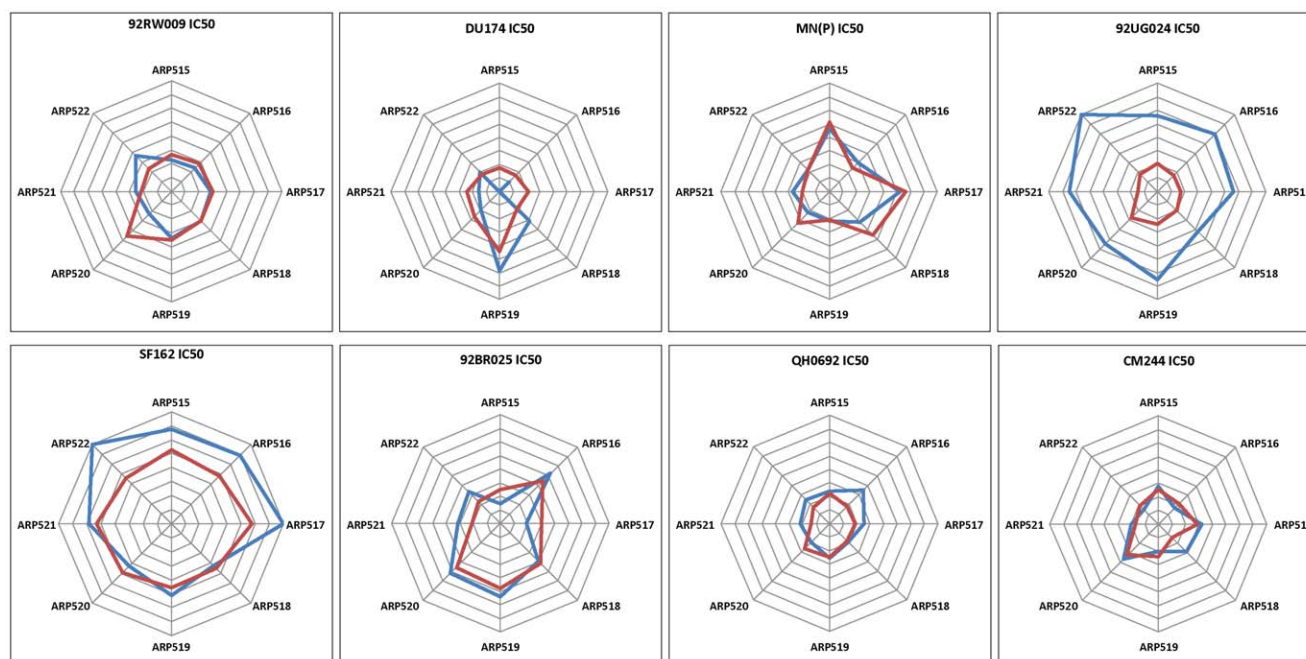 92RW009 IC50
ARP515
ARP522
ARP516
ARP521
ARP517
ARP520
ARP518
ARP519
DU174 IC50
ARP515
ARP522
ARP516
ARP521
ARP517
ARP520
ARP518
ARP519
MN(P) IC50
ARP515
ARP522
ARP516
ARP521
ARP517
ARP520
ARP518
ARP519
92UG024 IC50
ARP515
ARP522
ARP516
ARP521
ARP51
ARP520
ARP518
ARP519
SF162 IC50
ARP515
ARP522
ARP516
ARP521
ARP517
ARP520
ARP518
ARP519
92BR025 IC50
ARP515
ARP522
ARP516
ARP521
ARP517
ARP520
ARP518
ARP519
QH0692 IC50
ARP515
ARP522
ARP516
ARP521
ARP517
ARP520
ARP518
ARP519
CM244 IC50
ARP515
ARP522
ARP516
ARP521
ARP51
ARP520
ARP518
ARP519